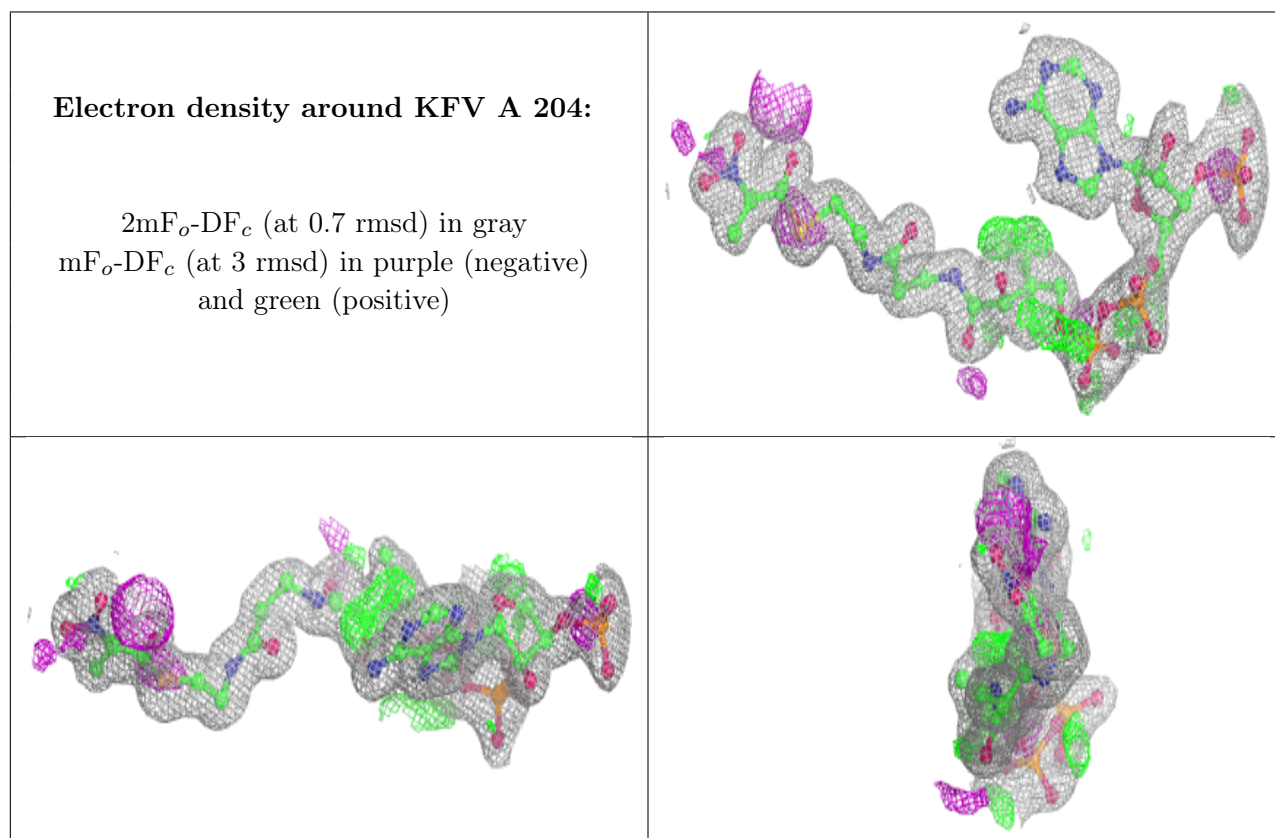 Electron density around KFV A 204:
2mFo-DFc (at 0.7 rmsd) in gray
mFo-DFc (at 3 rmsd) in purple (negative)
and green (positive)